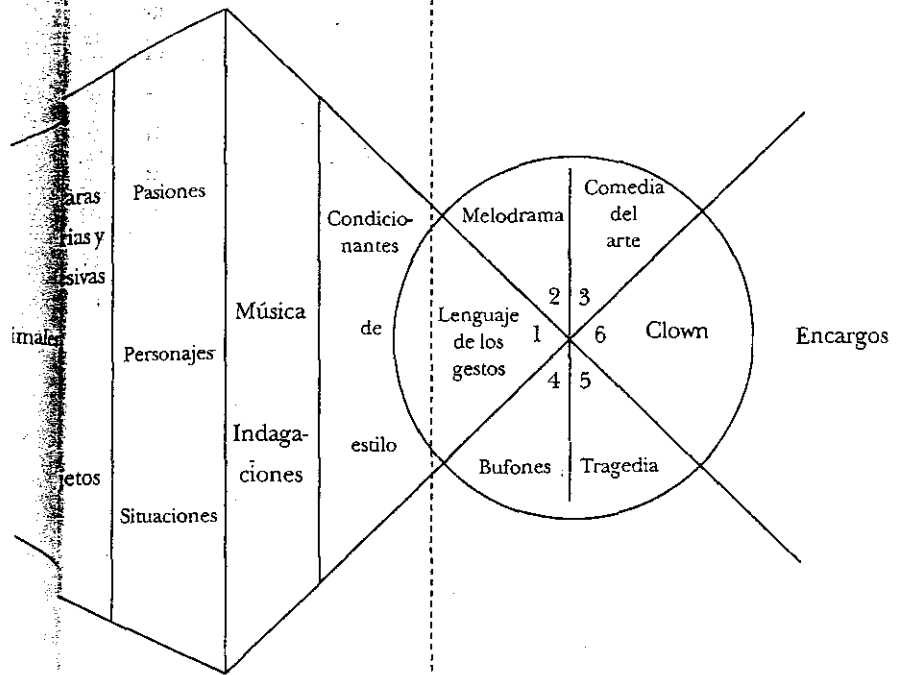 rias y
Pasiones
Personajes
Situaciones
Música
Indaga-
ciones
Condicio-
nantes
de
estilo
Melodrama
Comedia
del
arte
2
3
Lenguaje
de los
gestos
1
6
Clown
4
5
Bufones
Tragedia
Encargos